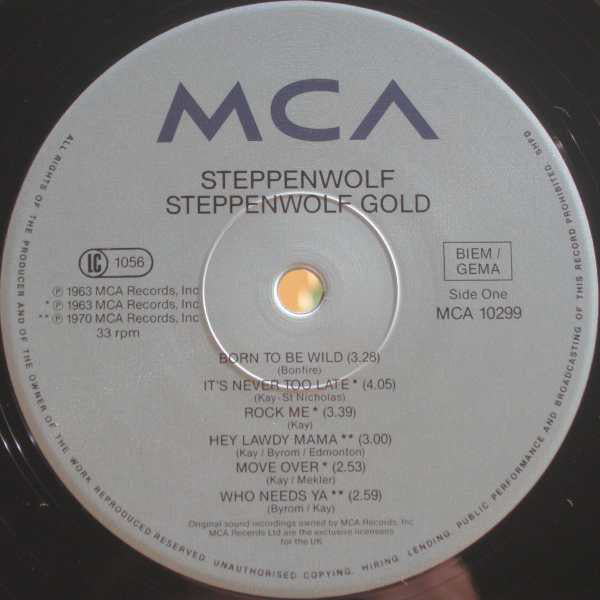 MCA
STEPPENWOLF
STEPPENWOLF GOLD
LC 1056
BIEM /
GEMA
℗ 1963 MCA Records, Inc
* ℗ 1963 MCA Records, Inc
** ℗ 1970 MCA Records, Inc
33 rpm
Side One
MCA 10299
BORN TO BE WILD (3.28)
(Bonfire)
IT'S NEVER TOO LATE * (4.05)
(Kay - St Nicholas)
ROCK ME * (3.39)
(Kay)
HEY LAWDY MAMA ** (3.00)
(Kay / Byrom / Edmonton)
MOVE OVER * (2.53)
(Kay / Mekler)
WHO NEEDS YA ** (2.59)
(Byrom / Kay)
Original sound recordings owned by MCA Records, Inc
MCA Records Ltd are the exclusive licensees
for the UK
ALL RIGHTS OF THE PRODUCER AND OF THE OWNER OF THE WORK REPRODUCED RESERVED. UNAUTHORISED COPYING, HIRING, LENDING, PUBLIC PERFORMANCE AND BROADCASTING OF THIS RECORD PROHIBITED SHPD